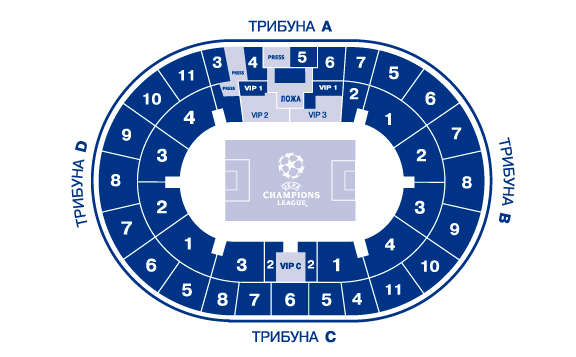 ТРИБУНА A
3 PRESS 4 PRESS 5 6 7
11 5
10 PRESS VIP 1 ЛОЖА VIP 1 2 6
4 VIP 2 VIP 3 1
9 7
3 2
ТРИБУНА D
8 8
ТРИБУНА B
UEFA
CHAMPIONS
LEAGUE
2 3
7 9
1 4
6 3 2 VIP C 2 1 10
5 8 7 6 5 4 11
ТРИБУНА C